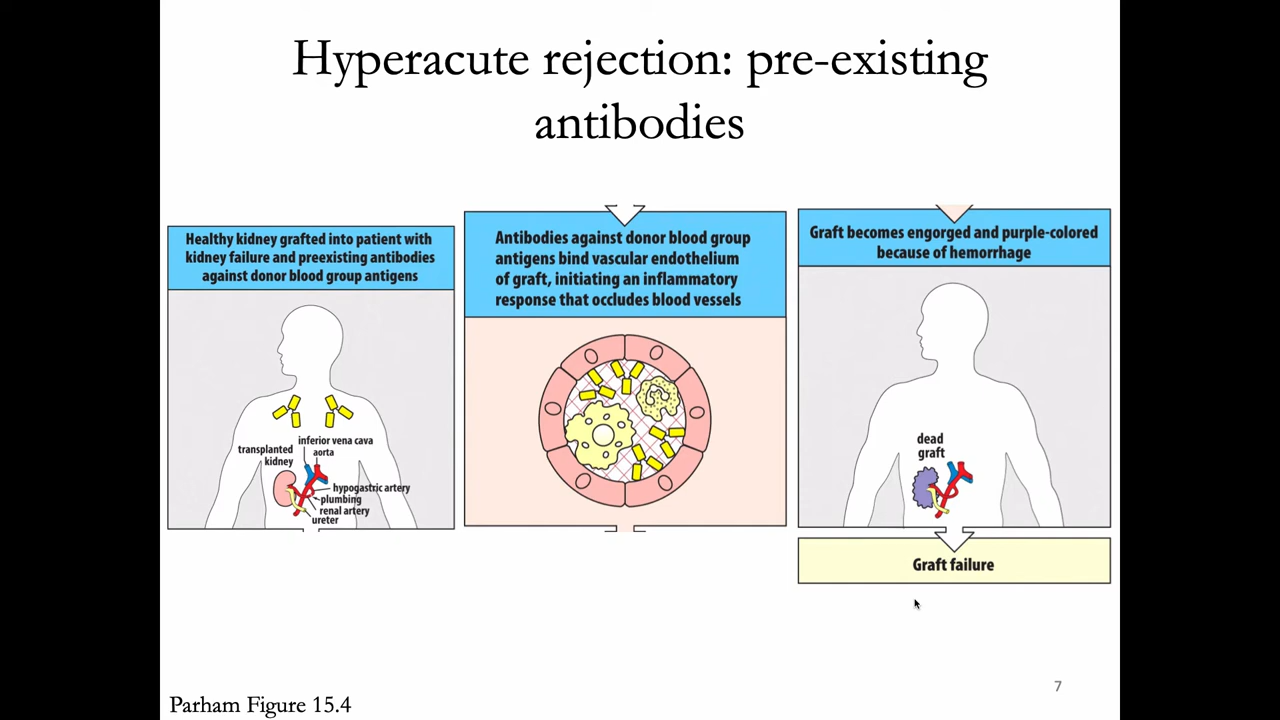 Hyperacute rejection: pre-existing
antibodies
Healthy kidney grafted into patient with
kidney failure and preexisting antibodies
against donor blood group antigens
transplanted
kidney
inferior vena cava
aorta
hypogastric artery
plumbing
renal artery
ureter
Antibodies against donor blood group
antigens bind vascular endothelium
of graft, initiating an inflammatory
response that occludes blood vessels
Graft becomes engorged and purple-colored
because of hemorrhage
dead
graft
Graft failure
7
Parham Figure 15.4